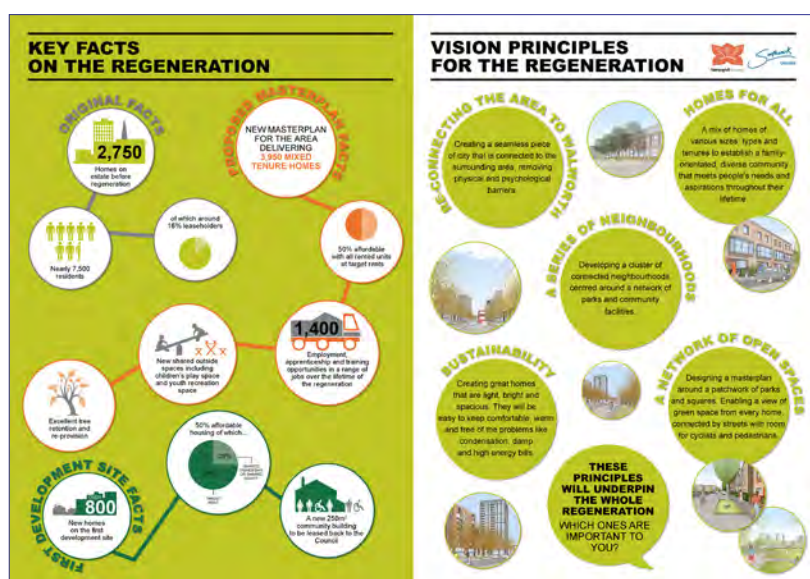 KEY FACTS
ON THE REGENERATION
ORIGINAL FACTS
2,750
Homes on
estate before
regeneration
Nearly 7,500
residents
of which around
16% leaseholders
PROPOSED MASTERPLAN FACTS
NEW MASTERPLAN
FOR THE AREA
DELIVERING
3,950 MIXED
TENURE HOMES
50% affordable
with all rented units
at target rents
1,400
Employment,
apprenticeship and training
opportunities in a range of
jobs over the lifetime of
the regeneration
New shared outside
spaces including
children's play space
and youth recreation
space
Excellent tree
retention and
re-provision
FIRST DEVELOPMENT SITE FACTS
800
New homes
on the first
development site
50% affordable
housing of which...
A new 250m²
community building
to be leased back to the
Council
VISION PRINCIPLES
FOR THE REGENERATION
RE-CONNECTING THE AREA TO WALWORTH
Creating a seamless piece
of city that is connected to the
surrounding area, removing
physical and psychological
barriers.
HOMES FOR ALL
A mix of homes of
various sizes, types and
tenures to establish a family-
orientated, diverse community
that meets people's needs and
aspirations throughout their
lifetime
A SERIES OF NEIGHBOURHOODS
Developing a cluster of
connected neighbourhoods,
centred around a network of
parks and community
facilities.
SUSTAINABILITY
Creating great homes
that are light, bright and
spacious. They will be
easy to keep comfortable, warm
and free of the problems like
condensation, damp
and high energy bills.
A NETWORK OF OPEN SPACES
Designing a masterplan
around a patchwork of parks
and squares. Enabling a view of
green space from every home,
connected by streets with room
for cyclists and pedestrians.
THESE
PRINCIPLES
WILL UNDERPIN
THE WHOLE
REGENERATION
WHICH ONES ARE
IMPORTANT TO
YOU?